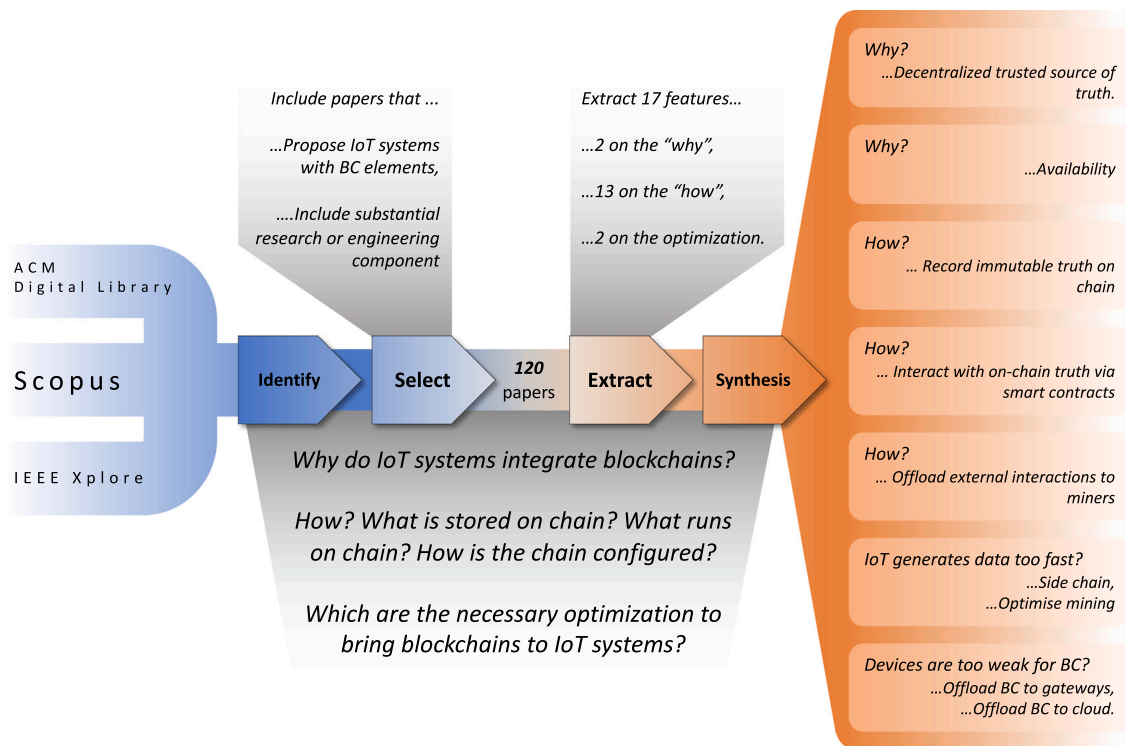 ACM
Digital Library
Scopus
IEEE Xplore
Include papers that ...
...Propose IoT systems
with BC elements,
....Include substantial
research or engineering
component
Extract 17 features...
...2 on the “why”,
...13 on the “how”,
...2 on the optimization.
Identify
Select
120
papers
Extract
Synthesis
Why do IoT systems integrate blockchains?
How? What is stored on chain? What runs
on chain? How is the chain configured?
Which are the necessary optimization to
bring blockchains to IoT systems?
Why?
...Decentralized trusted source of
truth.
Why?
...Availability
How?
... Record immutable truth on
chain
How?
... Interact with on-chain truth via
smart contracts
How?
... Offload external interactions to
miners
IoT generates data too fast?
...Side chain,
...Optimise mining
Devices are too weak for BC?
...Offload BC to gateways,
...Offload BC to cloud.